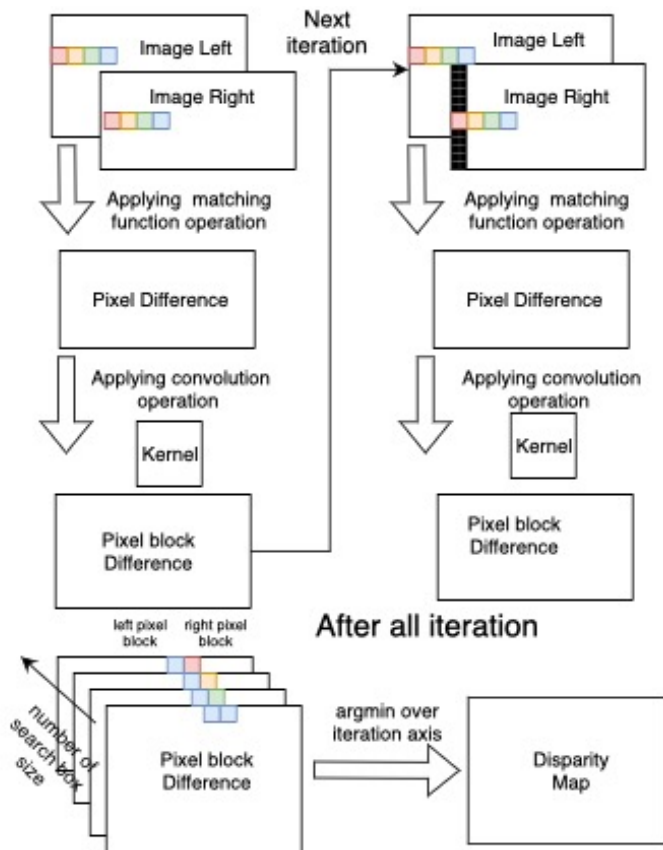 Image Left
Image Right
Applying matching
function operation
Pixel Difference
Applying convolution
operation
Kernel
Pixel block
Difference
Next
iteration
Image Left
Image Right
Applying matching
function operation
Pixel Difference
Applying convolution
operation
Kernel
Pixel block
Difference
After all iteration
left pixel
block
right pixel
block
number of
search box
size
Pixel block
Difference
argmin over
iteration axis
Disparity
Map